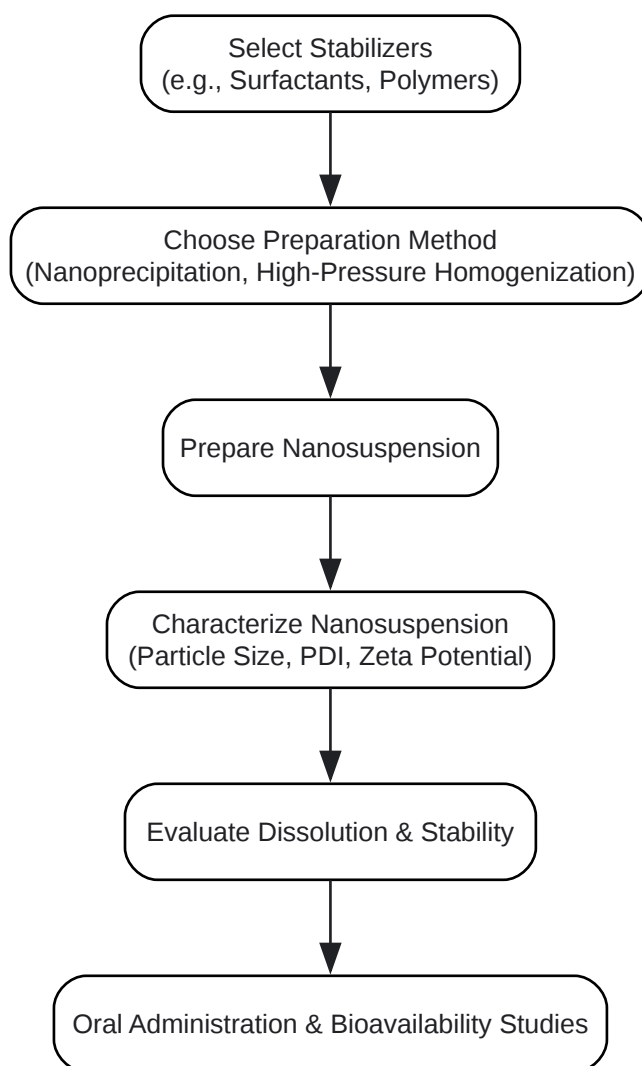 Select Stabilizers
(e.g., Surfactants, Polymers)
Choose Preparation Method
(Nanoprecipitation, High-Pressure Homogenization)
Prepare Nanosuspension
Characterize Nanosuspension
(Particle Size, PDI, Zeta Potential)
Evaluate Dissolution & Stability
Oral Administration & Bioavailability Studies